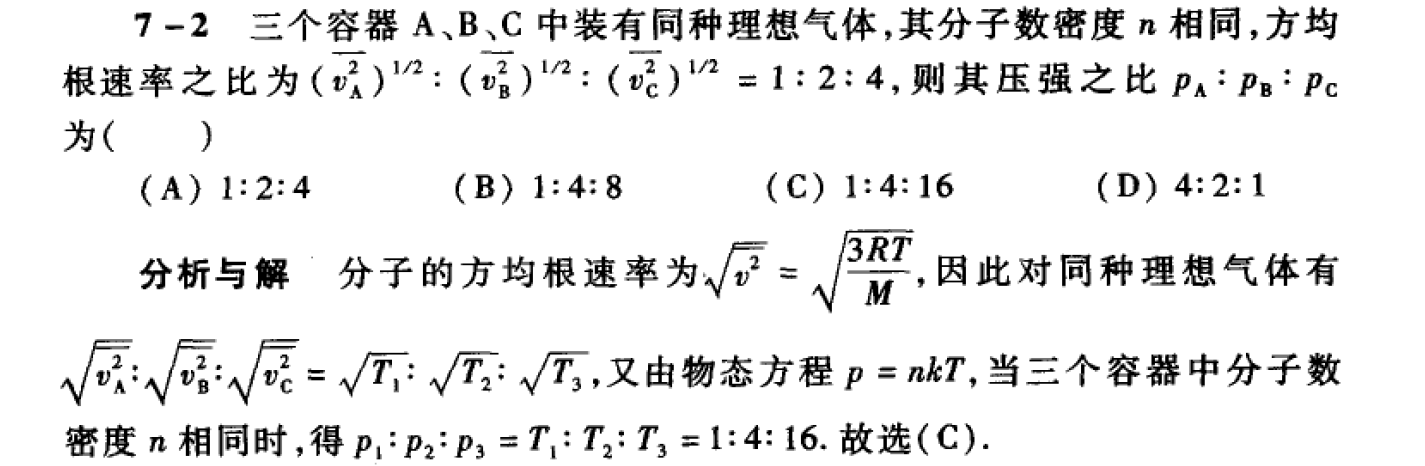 7-2 三个容器 A、B、C 中装有同种理想气体,其分子数密度 n 相同,方均
根速率之比为 $(\overline{v_A^2})^{1/2}:(\overline{v_B^2})^{1/2}:(\overline{v_C^2})^{1/2} = 1:2:4$,则其压强之比 $p_A:p_B:p_C$
为(  )
(A) 1:2:4 (B) 1:4:8 (C) 1:4:16 (D) 4:2:1
分析与解 分子的方均根速率为 $\sqrt{\overline{v^2}} = \sqrt{\frac{3RT}{M}}$,因此对同种理想气体有
$\sqrt{\overline{v_A^2}}:\sqrt{\overline{v_B^2}}:\sqrt{\overline{v_C^2}} = \sqrt{T_1}:\sqrt{T_2}:\sqrt{T_3}$,又由物态方程 $p = nkT$,当三个容器中分子数
密度 n 相同时,得 $p_1:p_2:p_3 = T_1:T_2:T_3 = 1:4:16$. 故选(C).